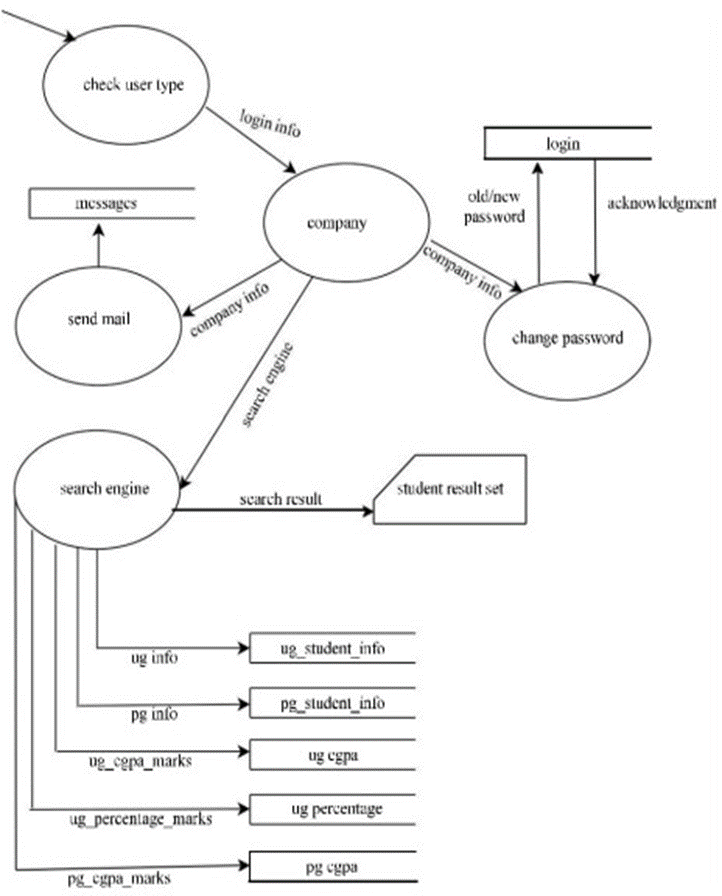 check user type
login info
login
messages
company
old/new
password
acknowledgment
company info
company info
send mail
change password
search engine
search engine
search result
student result set
ug info
ug_student_info
pg info
pg_student_info
ug_cgpa_marks
ug cgpa
ug_percentage_marks
ug percentage
pg_cgpa_marks
pg cgpa